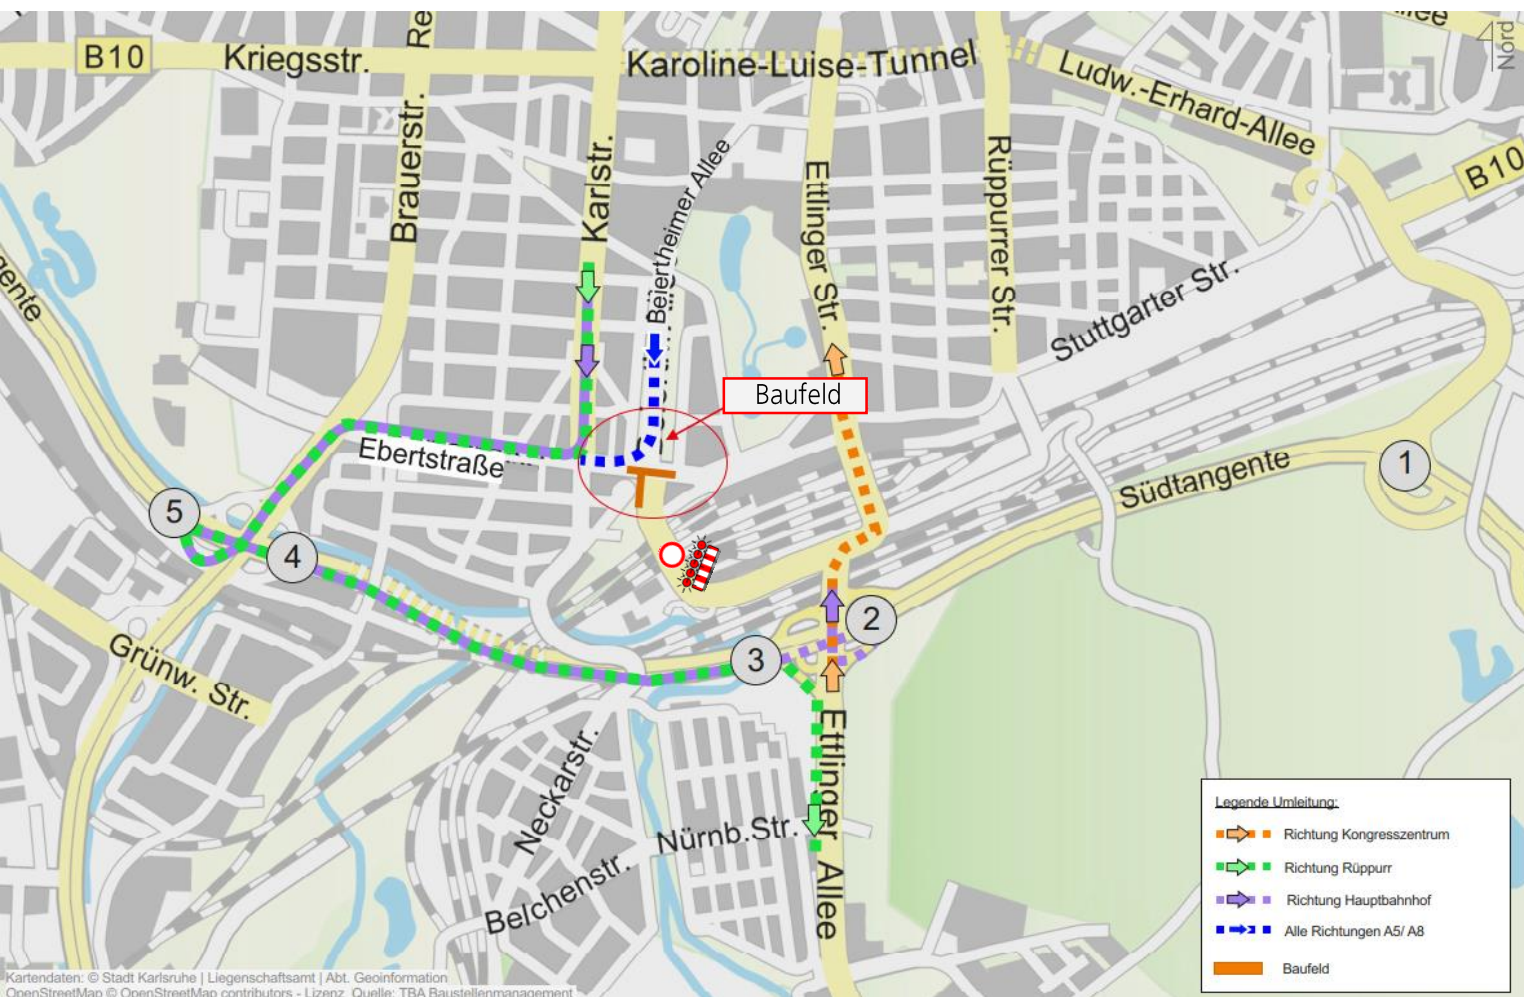 B10
Kriegsstr.
Re
Karoline-Luise-Tunnel
Ludw.-Erhard-Allee
Nord
B10
Brauerstr.
Karlstr.
Beiertheimer Allee
Ettlinger Str.
Rüppurrer Str.
Stuttgarter Str.
Baufeld
Ebertstraße
Südtangente
1
5
4
2
3
Grünw. Str.
Neckarstr.
Nürnb.Str.
Belchenstr.
Ettlinger Allee
Legende Umleitung:
Richtung Kongresszentrum
Richtung Rüppurr
Richtung Hauptbahnhof
Alle Richtungen A5/ A8
Baufeld
Kartendaten: © Stadt Karlsruhe | Liegenschaftsamt | Abt. Geoinformation
OpenStreetMap © OpenStreetMap contributors - Lizenz, Quelle: TBA Baustellenmanagement